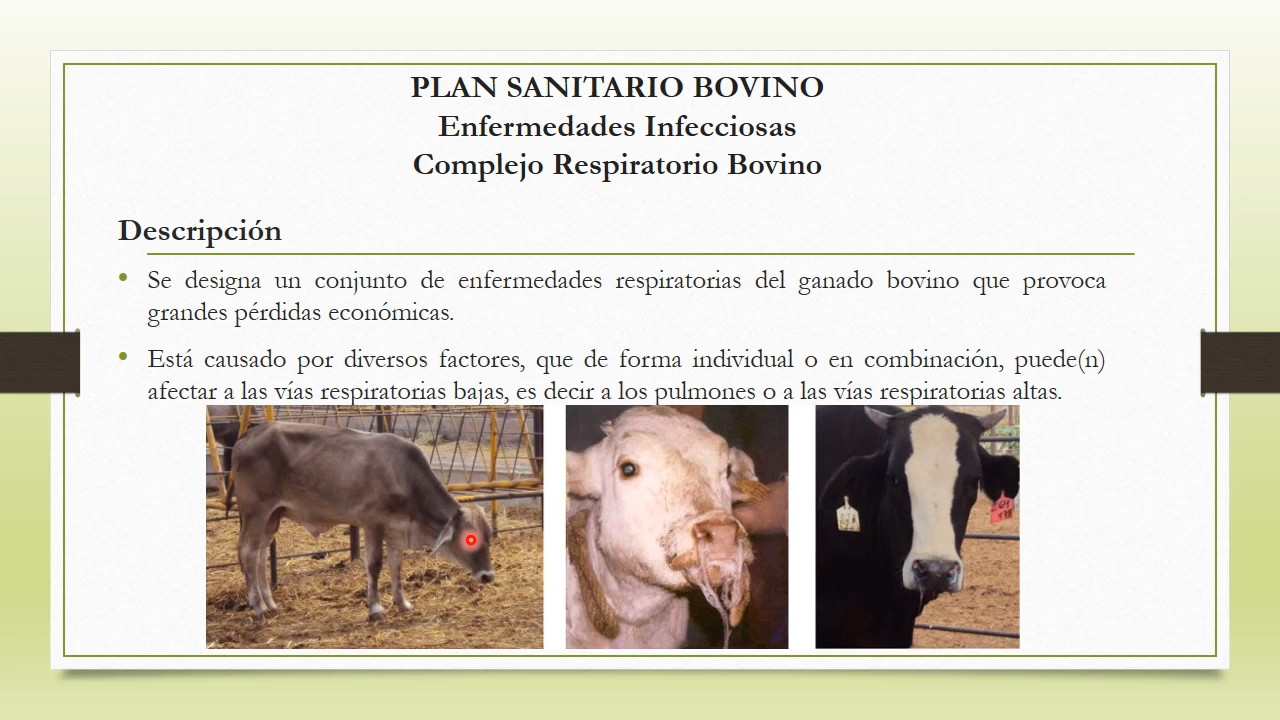 PLAN SANITARIO BOVINO
Enfermedades Infecciosas
Complejo Respiratorio Bovino
Descripción
• Se designa un conjunto de enfermedades respiratorias del ganado bovino que provoca
grandes pérdidas económicas.
• Está causado por diversos factores, que de forma individual o en combinación, puede(n)
afectar a las vías respiratorias bajas, es decir a los pulmones o a las vías respiratorias altas.